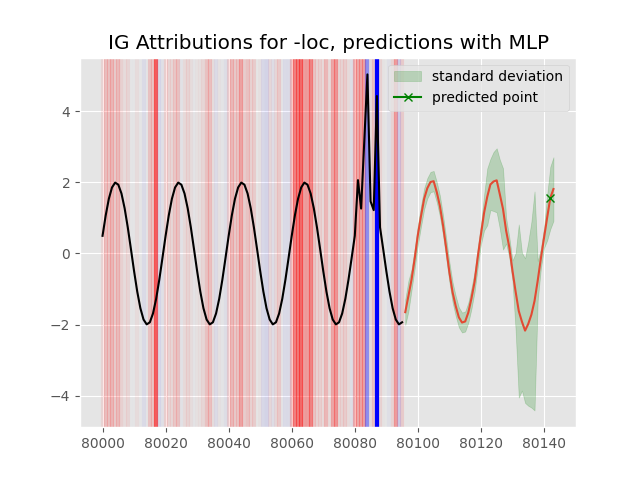 IG Attributions for -loc, predictions with MLP
standard deviation
predicted point
4
2
0
−2
−4
80000 80020 80040 80060 80080 80100 80120 80140